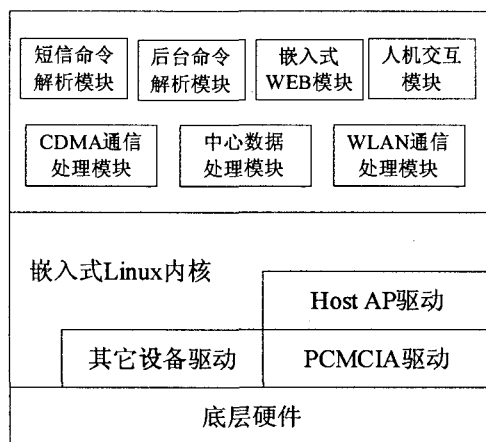 短信命令
解析模块
后台命令
解析模块
嵌入式
WEB模块
人机交互
模块
CDMA通信
处理模块
中心数据
处理模块
WLAN通信
处理模块
嵌入式Linux内核
Host AP驱动
其它设备驱动
PCMCIA驱动
底层硬件